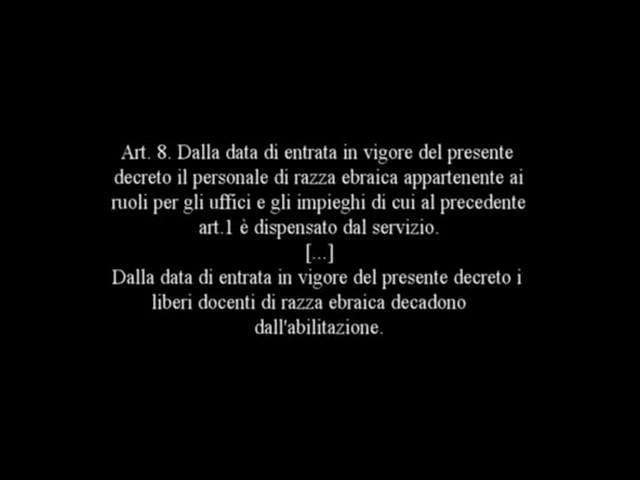 Art. 8. Dalla data di entrata in vigore del presente
decreto il personale di razza ebraica appartenente ai
ruoli per gli uffici e gli impieghi di cui al precedente
art.1 è dispensato dal servizio.
[...]
Dalla data di entrata in vigore del presente decreto i
liberi docenti di razza ebraica decadono
dall'abilitazione.